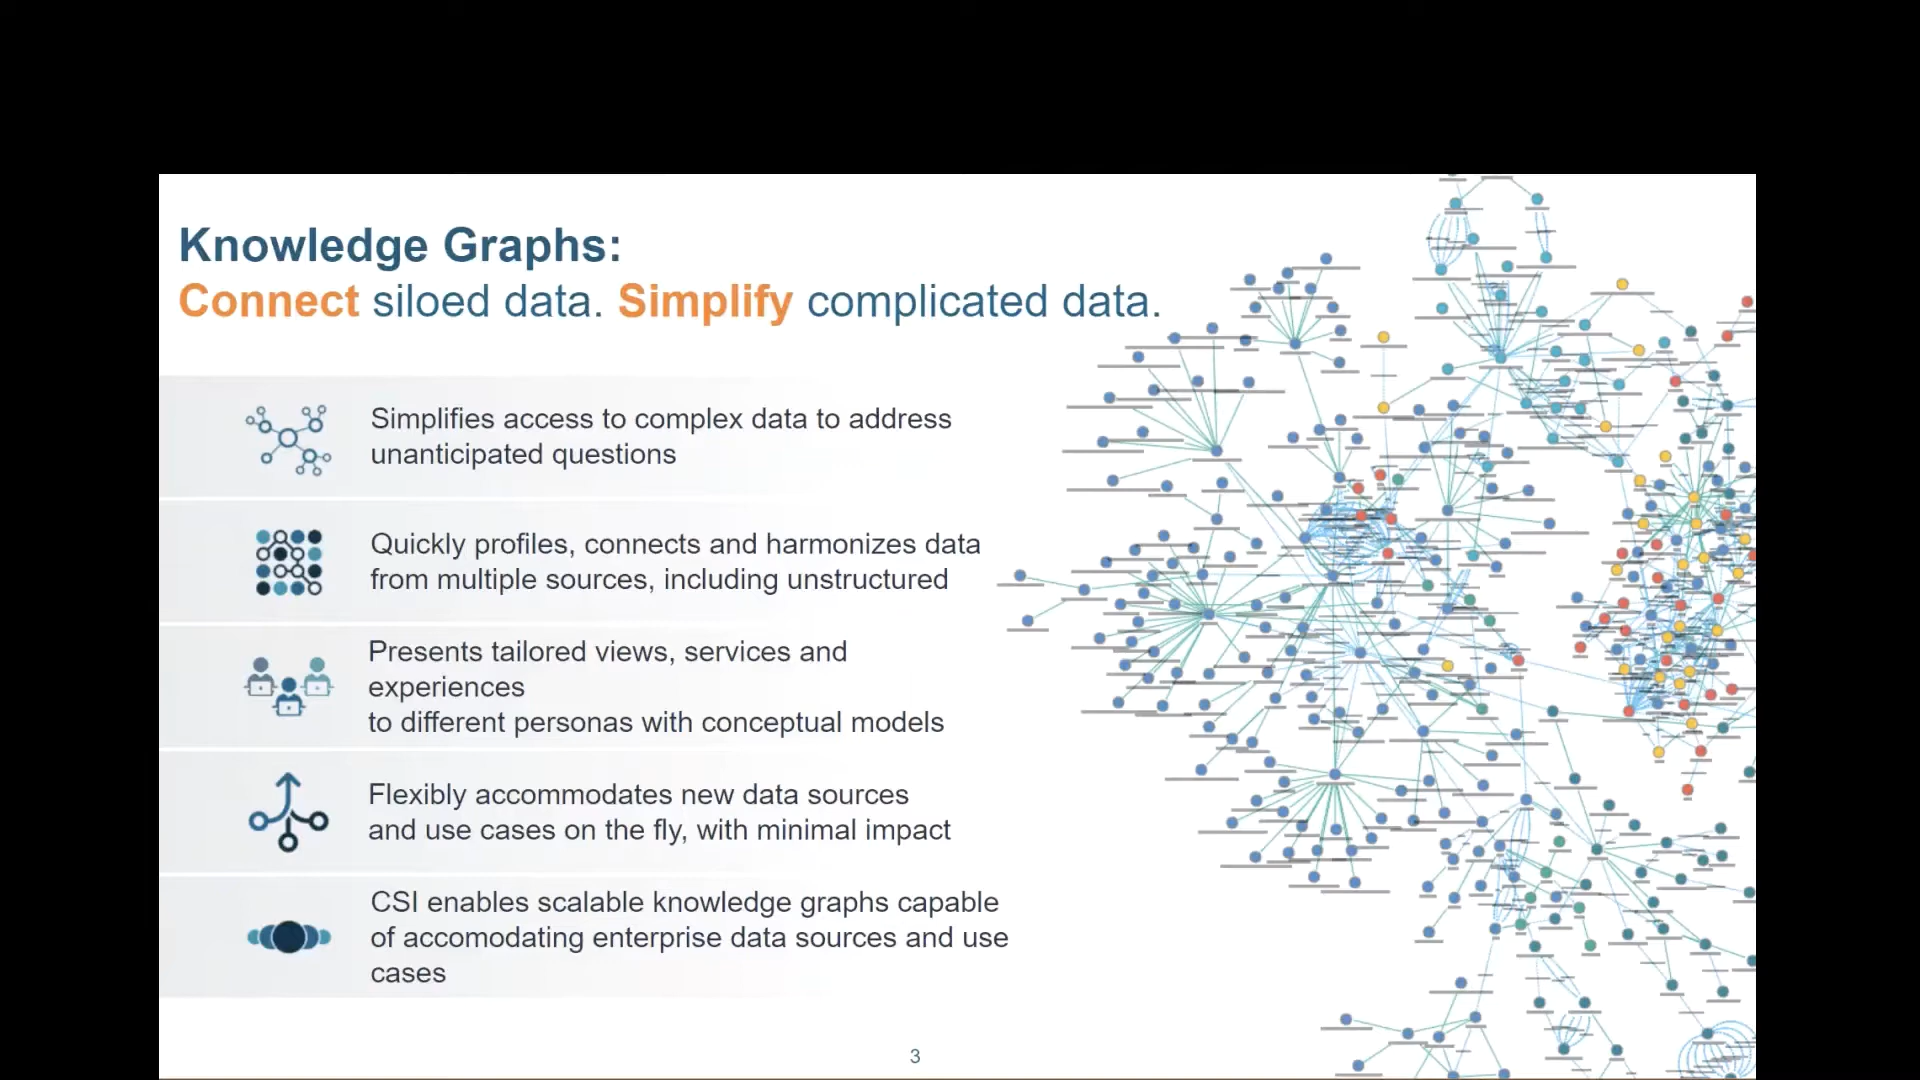 Knowledge Graphs:
Connect siloed data. Simplify complicated data.
Simplifies access to complex data to address
unanticipated questions
Quickly profiles, connects and harmonizes data
from multiple sources, including unstructured
Presents tailored views, services and
experiences
to different personas with conceptual models
Flexibly accommodates new data sources
and use cases on the fly, with minimal impact
CSI enables scalable knowledge graphs capable
of accomodating enterprise data sources and use
cases
3